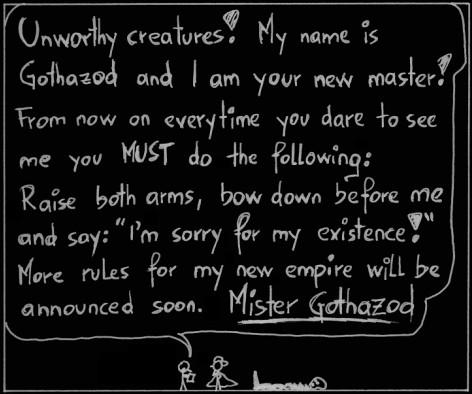 Unworthy creatures! My name is
Gothazod and I am your new master!
From now on everytime you dare to see
me you MUST do the following:
Raise both arms, bow down before me
and say: "I'm sorry for my existence!"
More rules for my new empire will be
announced soon. Mister Gothazod